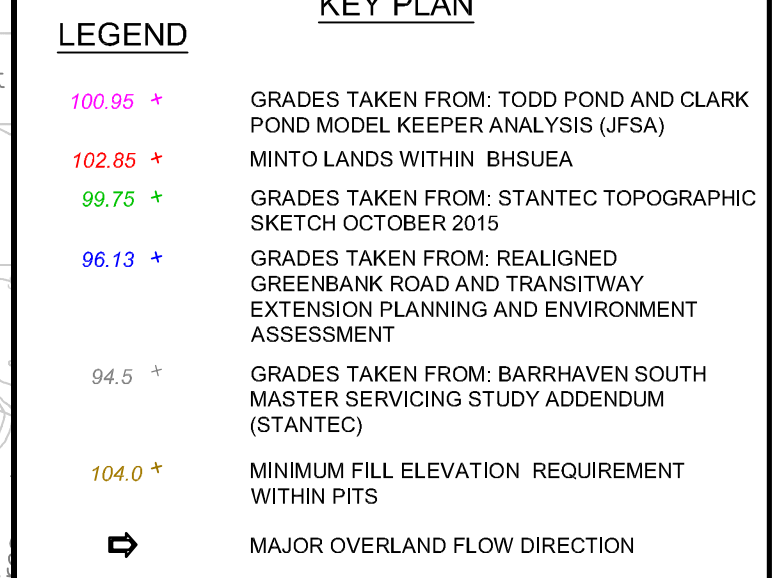 KEY PLAN
LEGEND
100.95 + GRADES TAKEN FROM: TODD POND AND CLARK
POND MODEL KEEPER ANALYSIS (JFSA)
102.85 + MINTO LANDS WITHIN BHSUEA
99.75 + GRADES TAKEN FROM: STANTEC TOPOGRAPHIC
SKETCH OCTOBER 2015
96.13 + GRADES TAKEN FROM: REALIGNED
GREENBANK ROAD AND TRANSITWAY
EXTENSION PLANNING AND ENVIRONMENT
ASSESSMENT
94.5 + GRADES TAKEN FROM: BARRHAVEN SOUTH
MASTER SERVICING STUDY ADDENDUM
(STANTEC)
104.0 + MINIMUM FILL ELEVATION REQUIREMENT
WITHIN PITS
MAJOR OVERLAND FLOW DIRECTION